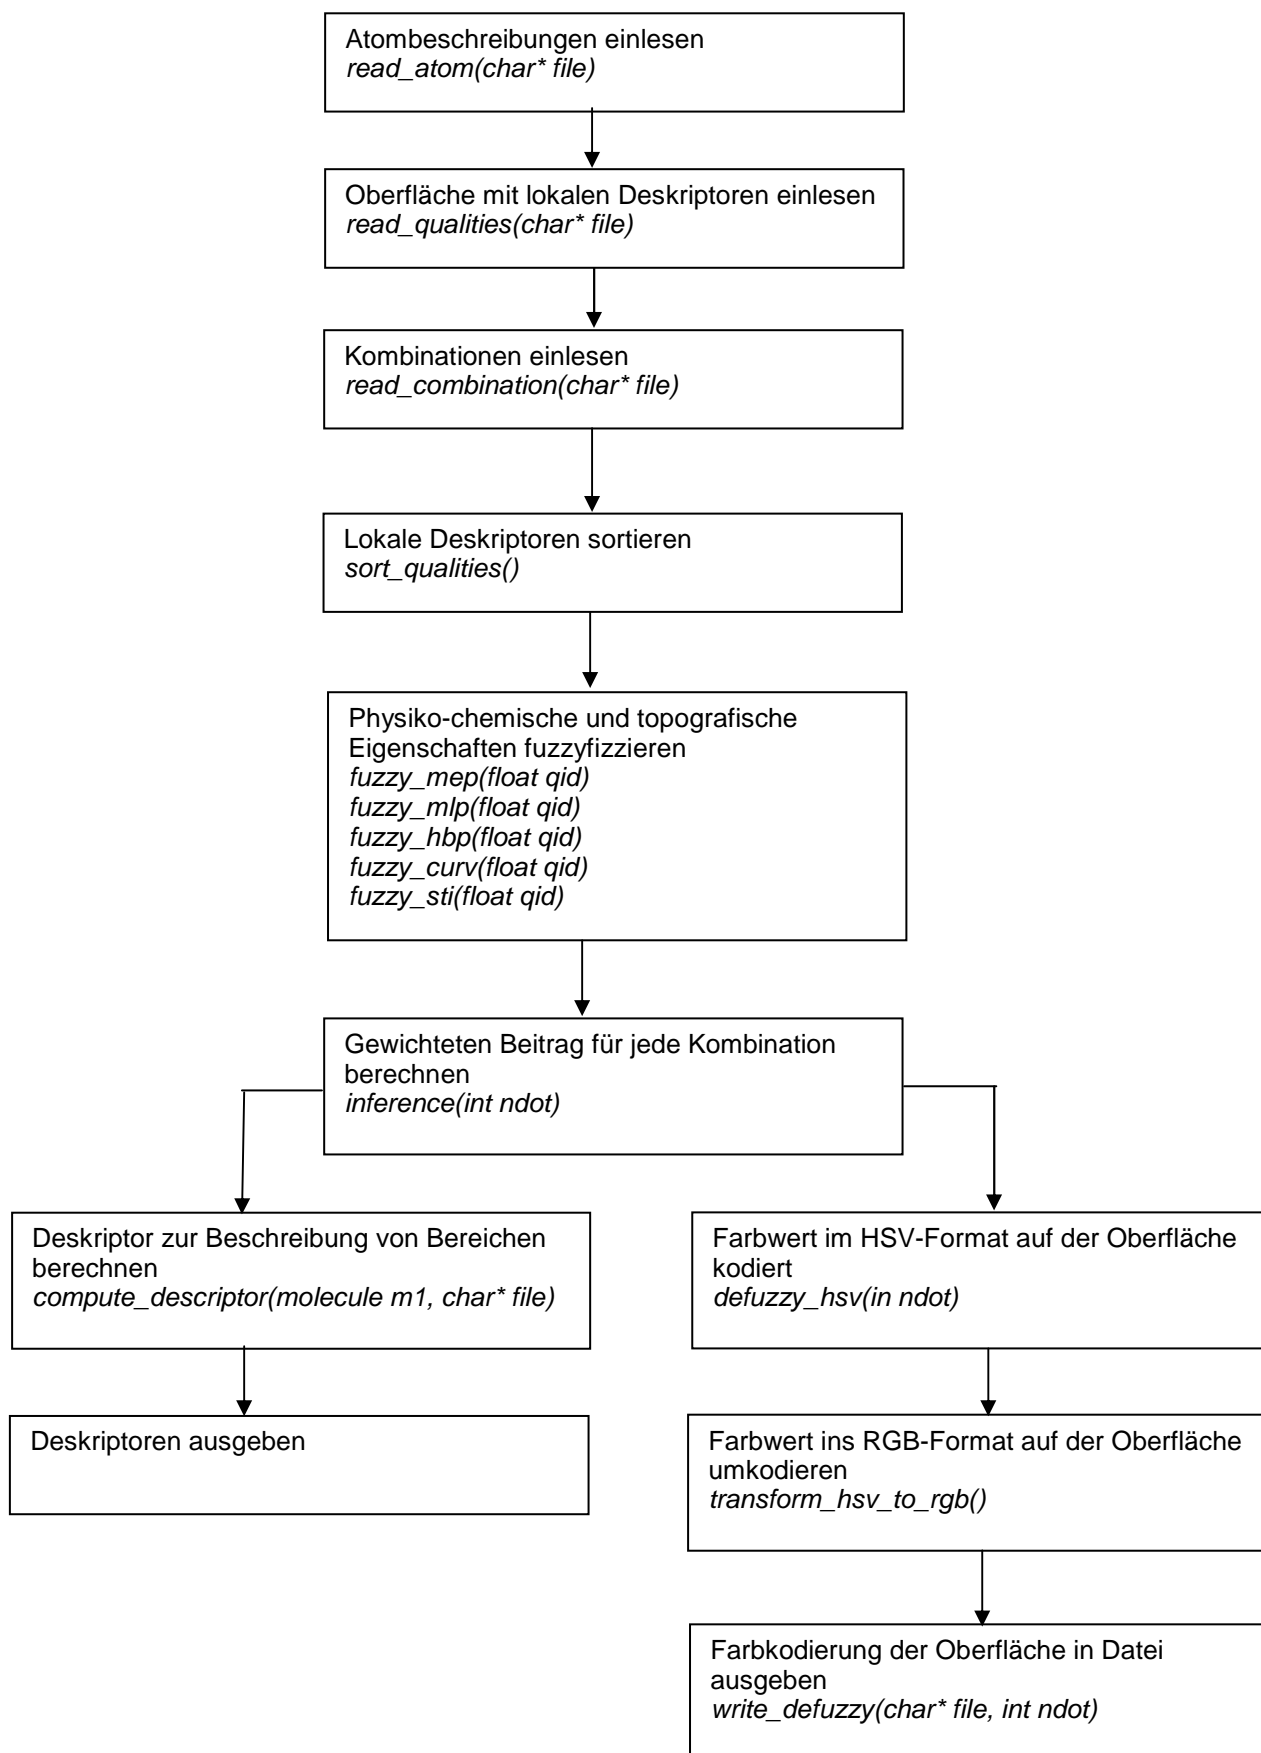 Atombeschreibungen einlesen
read_atom(char* file)
Oberfläche mit lokalen Deskriptoren einlesen
read_qualities(char* file)
Kombinationen einlesen
read_combination(char* file)
Lokale Deskriptoren sortieren
sort_qualities()
Physiko-chemische und topografische
Eigenschaften fuzzyfizzieren
fuzzy_mep(float qid)
fuzzy_mlp(float qid)
fuzzy_hbp(float qid)
fuzzy_curv(float qid)
fuzzy_sti(float qid)
Gewichteten Beitrag für jede Kombination
berechnen
inference(int ndot)
Deskriptor zur Beschreibung von Bereichen
berechnen
compute_descriptor(molecule m1, char* file)
Deskriptoren ausgeben
Farbwert im HSV-Format auf der Oberfläche
kodiert
defuzzy_hsv(in ndot)
Farbwert ins RGB-Format auf der Oberfläche
umkodieren
transform_hsv_to_rgb()
Farbkodierung der Oberfläche in Datei
ausgeben
write_defuzzy(char* file, int ndot)